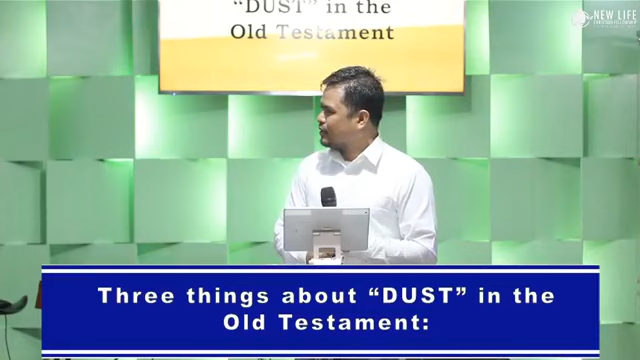 “DUST” in the
Old Testament
NEW LIFE
Three things about “DUST” in the
Old Testament: